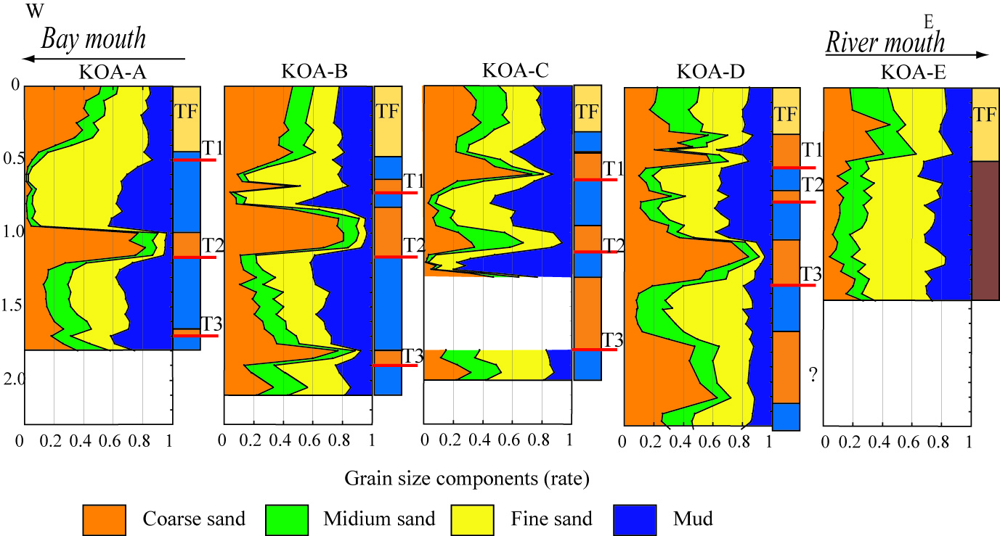 W
E
Bay mouth
River mouth
KOA-A
KOA-B
KOA-C
KOA-D
KOA-E
0
TF
TF
TF
TF
TF
0.5
T1
T1
T1
T1
T2
1.0
T2
T2
T2
T3
1.5
T3
T3
T3
2.0
?
0 0.2 0.4 0.6 0.8 1
0 0.2 0.4 0.6 0.8 1
0 0.2 0.4 0.6 0.8 1
0 0.2 0.4 0.6 0.8 1
0 0.2 0.4 0.6 0.8 1
Grain size components (rate)
Coarse sand
Midium sand
Fine sand
Mud